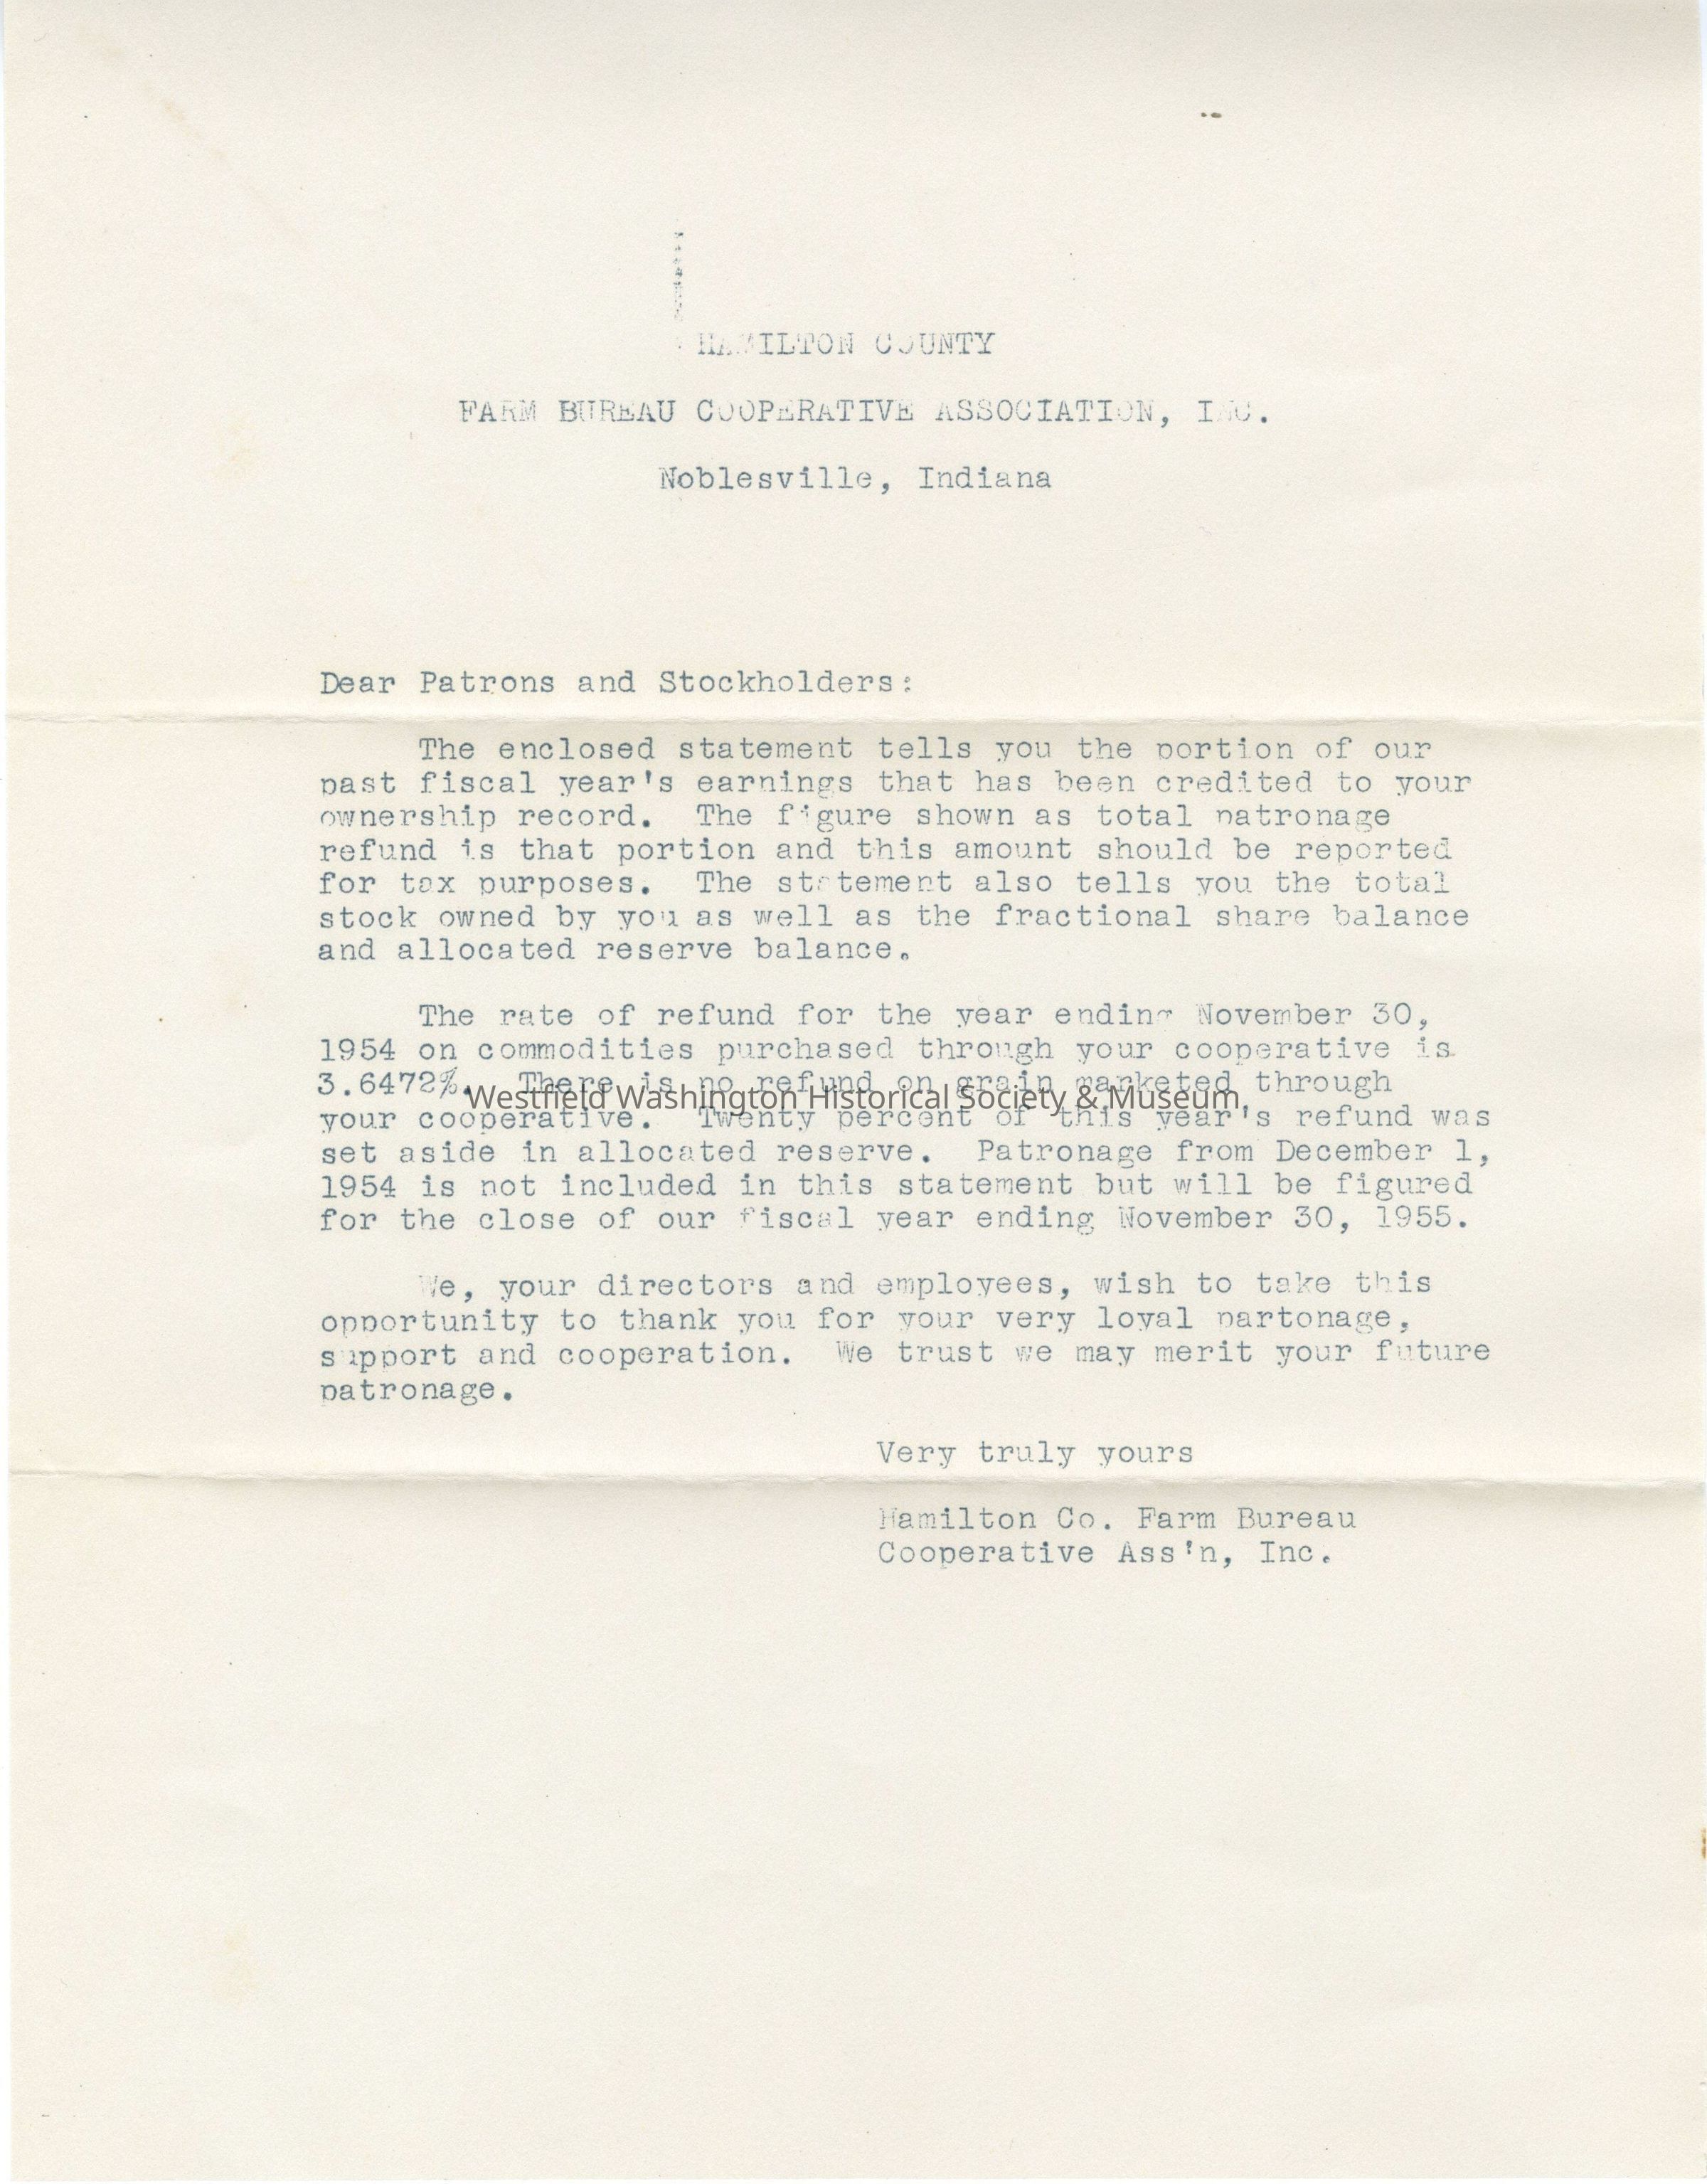 HAMILTON COUNTY
FARM BUREAU COOPERATIVE ASSOCIATION, INC.
Noblesville, Indiana
Dear Patrons and Stockholders:
The enclosed statement tells you the portion of our
past fiscal year's earnings that has been credited to your
ownership record. The figure shown as total patronage
refund is that portion and this amount should be reported
for tax purposes. The statement also tells you the total
stock owned by you as well as the fractional share balance
and allocated reserve balance.
The rate of refund for the year ending November 30,
1954 on commodities purchased through your cooperative is
3.6472%. There is no refund on grain marketed through
Westfield Washington Historical Society & Museum
your cooperative. Twenty percent of this year's refund was
set aside in allocated reserve. Patronage from December 1,
1954 is not included in this statement but will be figured
for the close of our fiscal year ending November 30, 1955.
We, your directors and employees, wish to take this
opportunity to thank you for your very loyal partonage,
support and cooperation. We trust we may merit your future
patronage.
Very truly yours
Hamilton Co. Farm Bureau
Cooperative Ass'n, Inc.